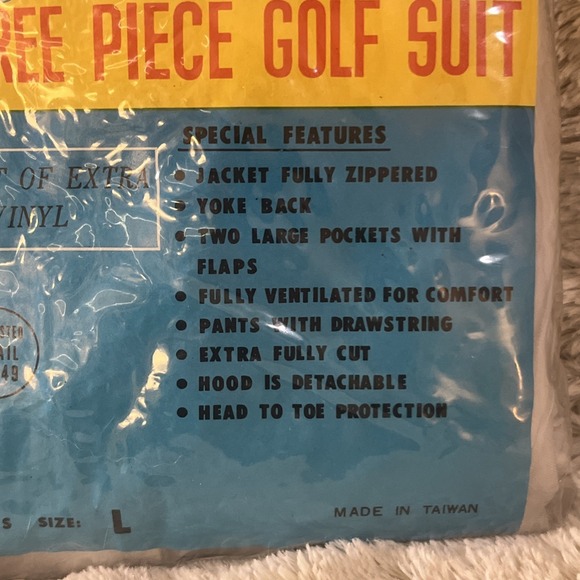 PIECE GOLF SUIT
SPECIAL FEATURES
OF EXTRA
VINYL
• JACKET FULLY ZIPPERED
• YOKE BACK
• TWO LARGE POCKETS WITH
FLAPS
• FULLY VENTILATED FOR COMFORT
• PANTS WITH DRAWSTRING
• EXTRA FULLY CUT
• HOOD IS DETACHABLE
• HEAD TO TOE PROTECTION
49
S SIZE: L
MADE IN TAIWAN